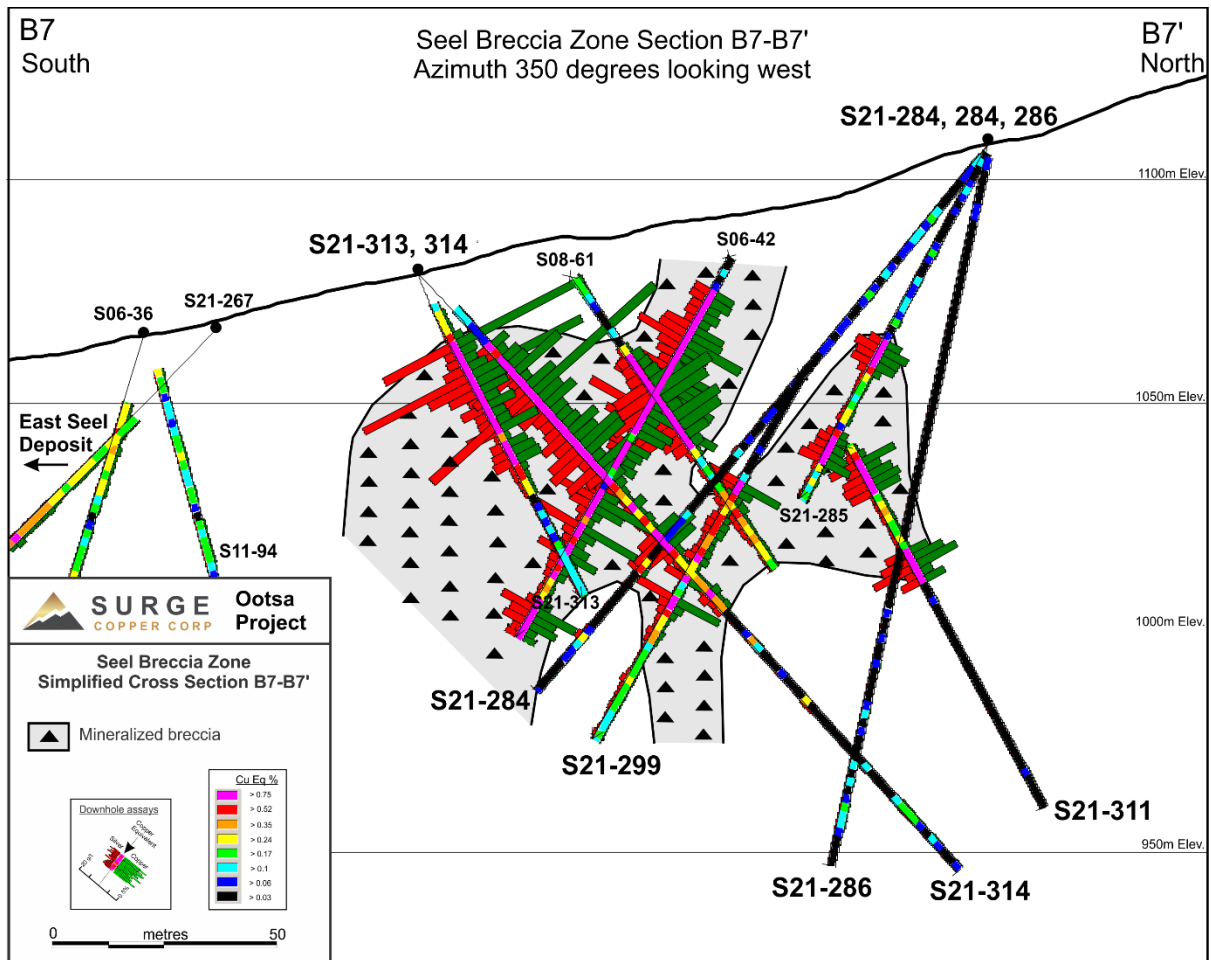 B7
South
Seel Breccia Zone Section B7-B7'
Azimuth 350 degrees looking west
B7'
North
S21-284, 284, 286
1100m Elev.
S21-313, 314
S08-61
S06-42
S06-36
S21-267
1050m Elev.
East Seel
Deposit
S21-285
S11-94
S21-313
1000m Elev.
S21-284
S21-299
S21-311
950m Elev.
S21-286
S21-314
SURGE
COPPER CORP
Ootsa
Project
Seel Breccia Zone
Simplified Cross Section B7-B7'
Mineralized breccia
Cu Eq %
> 0.75
> 0.52
> 0.35
> 0.24
> 0.17
> 0.1
> 0.06
> 0.03
Downhole assays
Copper
Equivalent
Silver
Copper
20 g/t
0.5%
0 metres 50